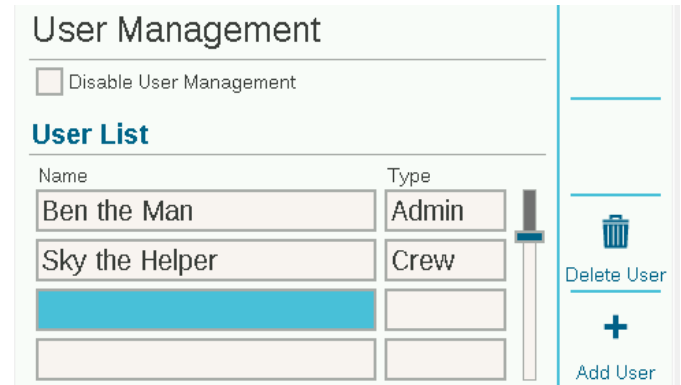 User Management
Disable User Management
User List
Name Type
Ben the Man Admin
Sky the Helper Crew
Delete User
Add User